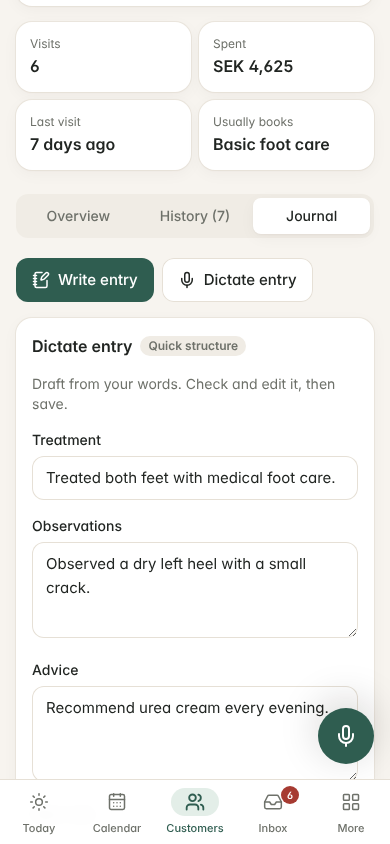 Visits
6
Spent
SEK 4,625
Last visit
7 days ago
Usually books
Basic foot care
Overview
History (7)
Journal
Write entry
Dictate entry
Dictate entry
Quick structure
Draft from your words. Check and edit it, then
save.
Treatment
Treated both feet with medical foot care.
Observations
Observed a dry left heel with a small
crack.
Advice
Recommend urea cream every evening.
6
Today
Calendar
Customers
Inbox
More